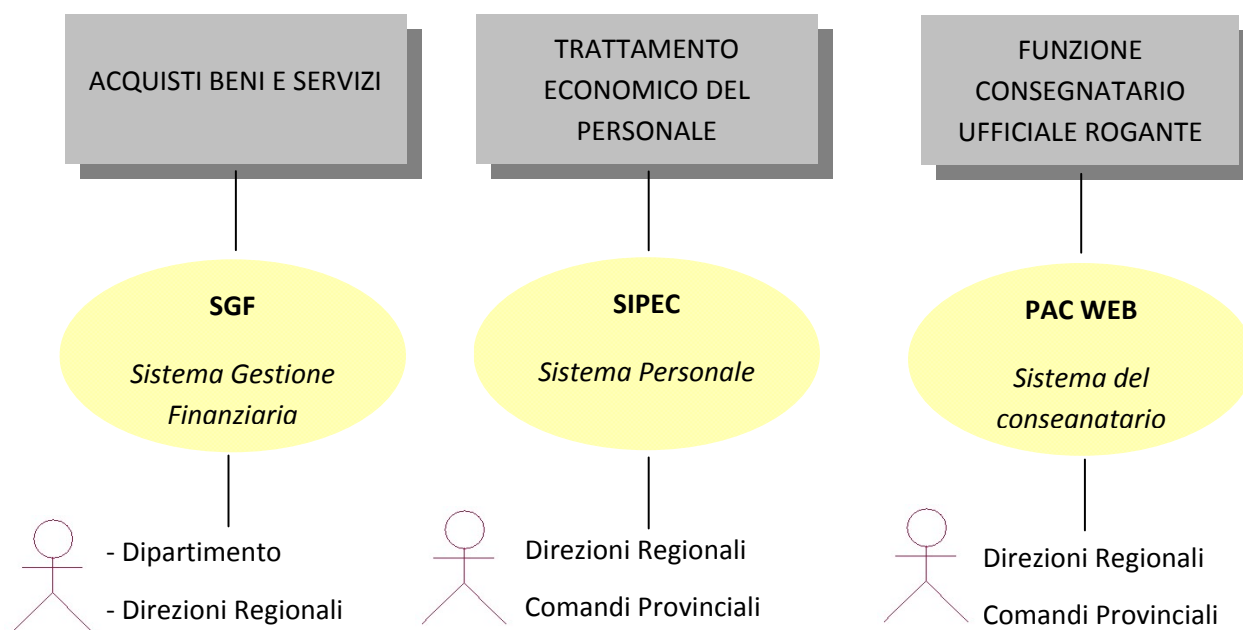 ACQUISTI BENI E SERVIZI
TRATTAMENTO
ECONOMICO DEL
PERSONALE
FUNZIONE
CONSEGNATARIO
UFFICIALE ROGANTE
SGF
Sistema Gestione
Finanziaria
SIPEC
Sistema Personale
PAC WEB
Sistema del
consegnatario
- Dipartimento
- Direzioni Regionali
Direzioni Regionali
Comandi Provinciali
Direzioni Regionali
Comandi Provinciali